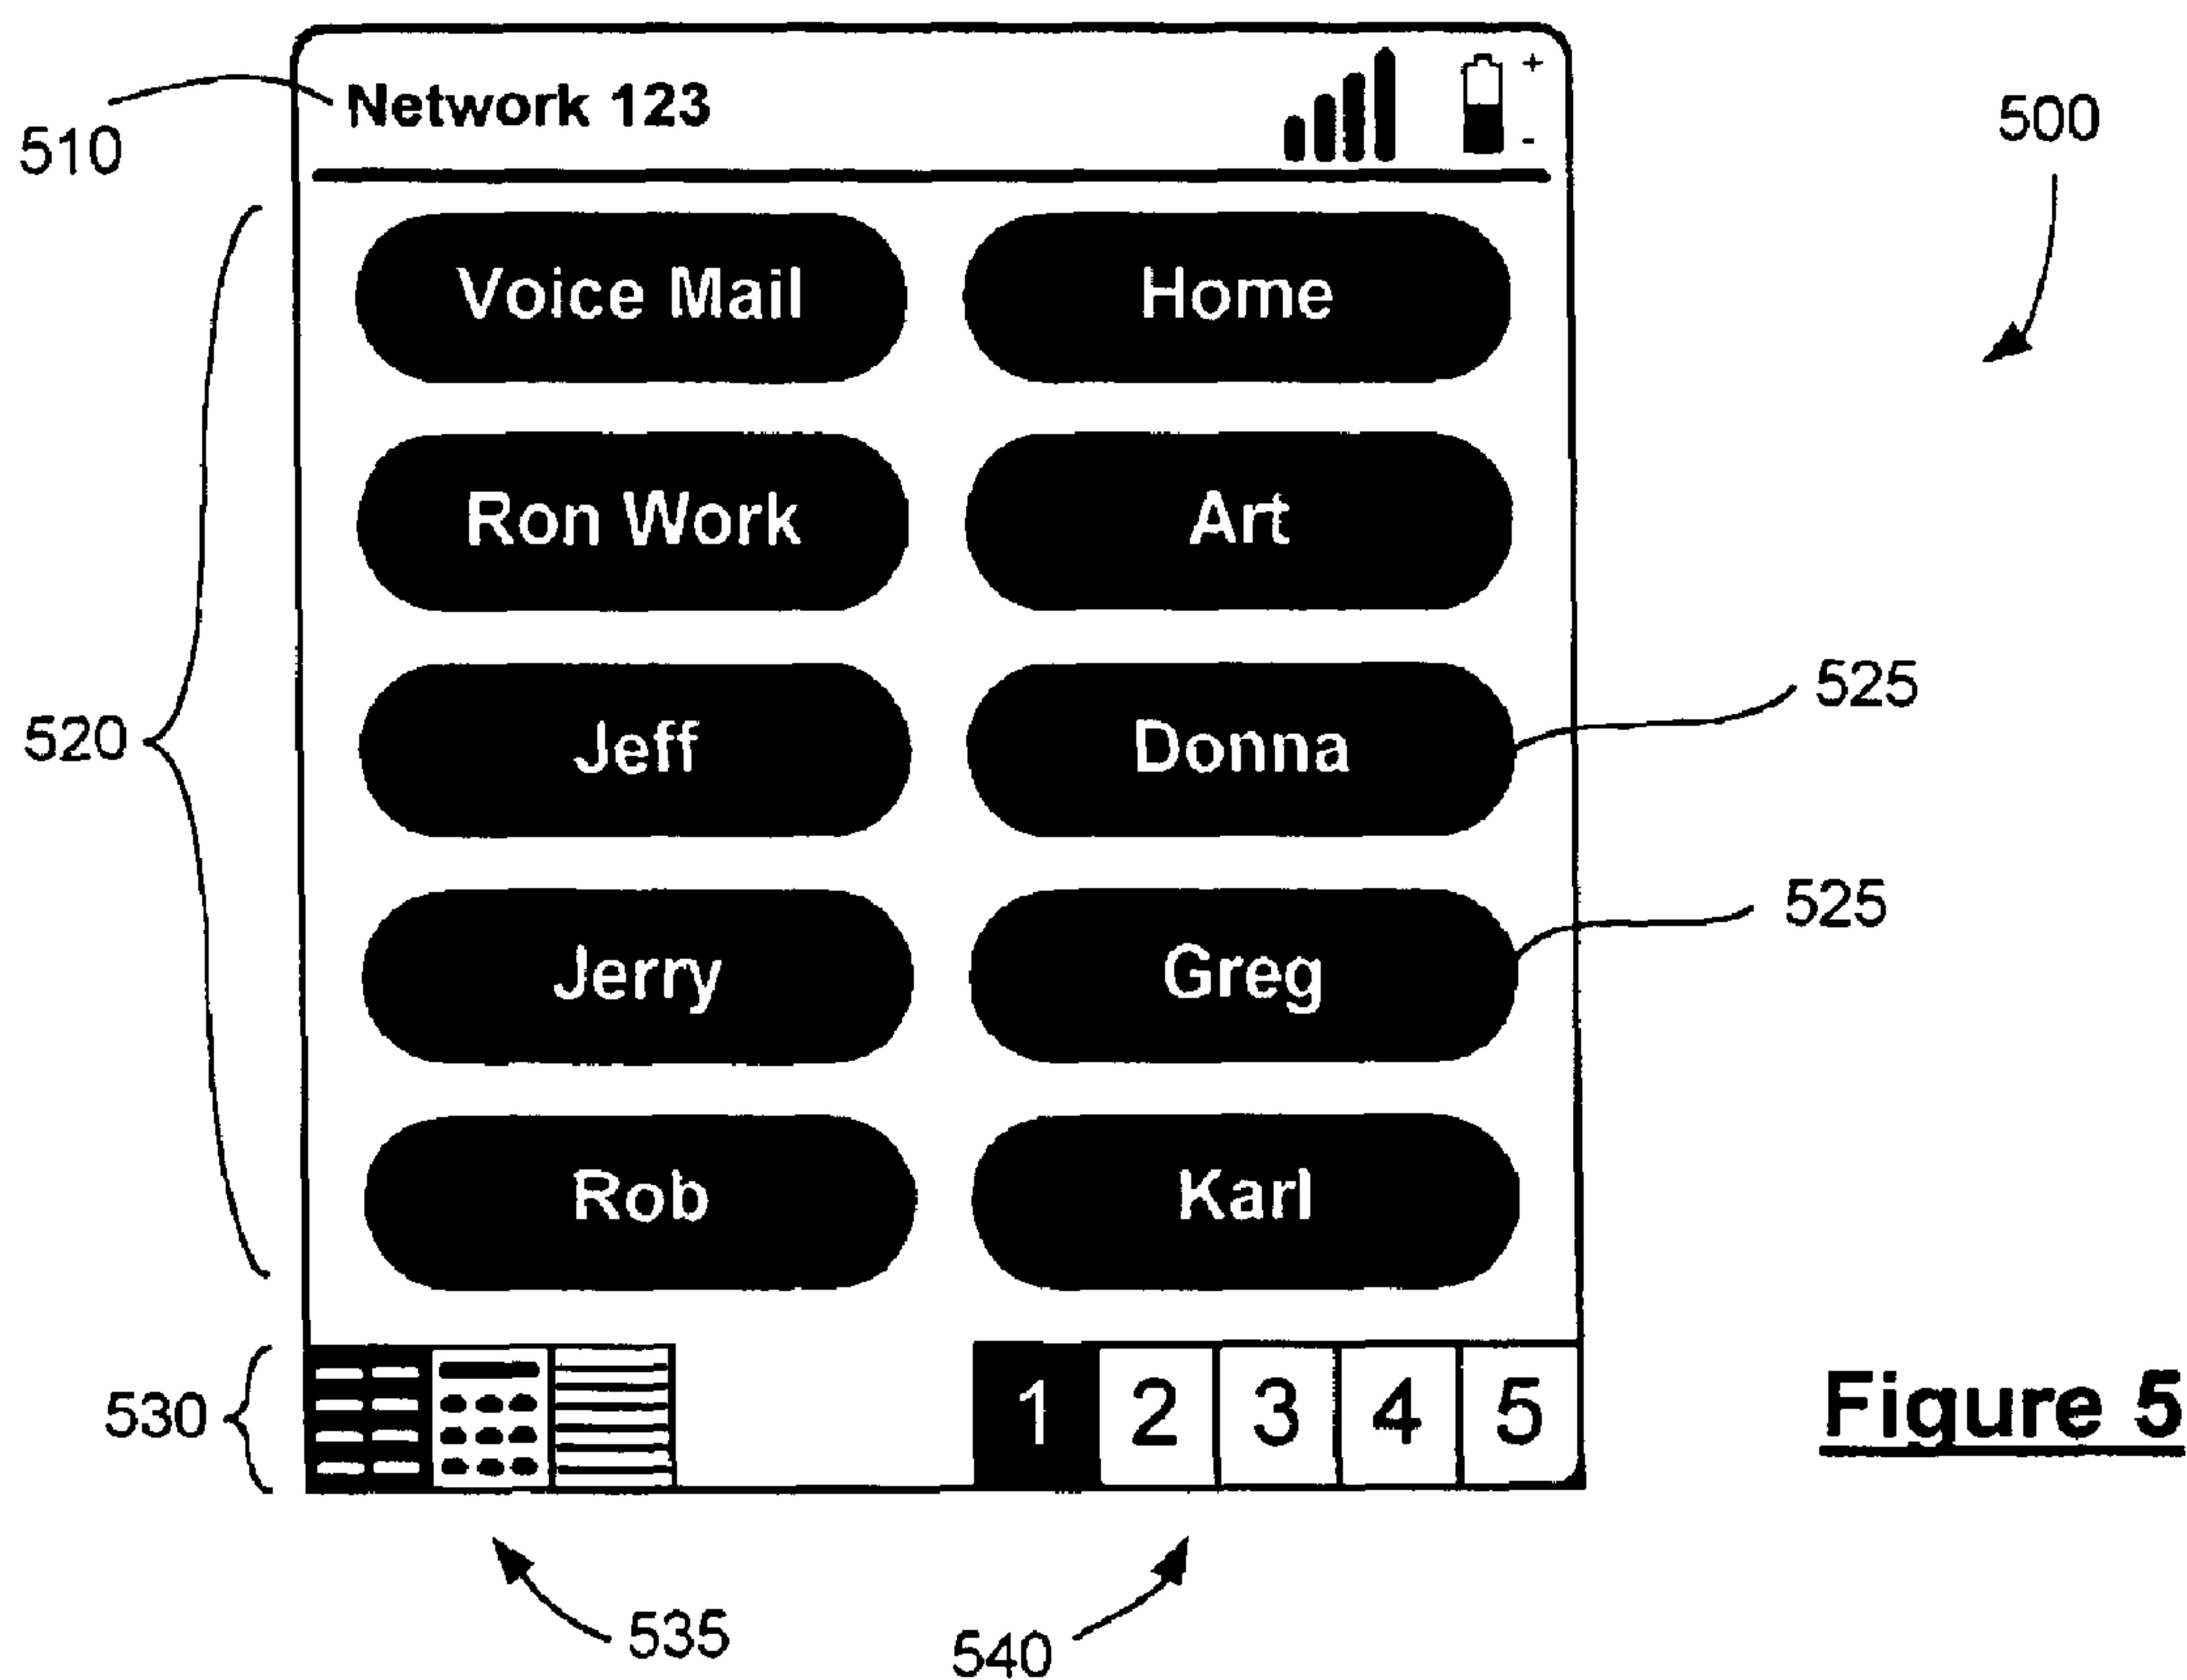 Network 123
+
-
500
510
Voice Mail Home
Ron Work Art
525
520
Jeff Donna
525
Jerry Greg
Rob Karl
530
1 2 3 4 5
Figure 5
535
540